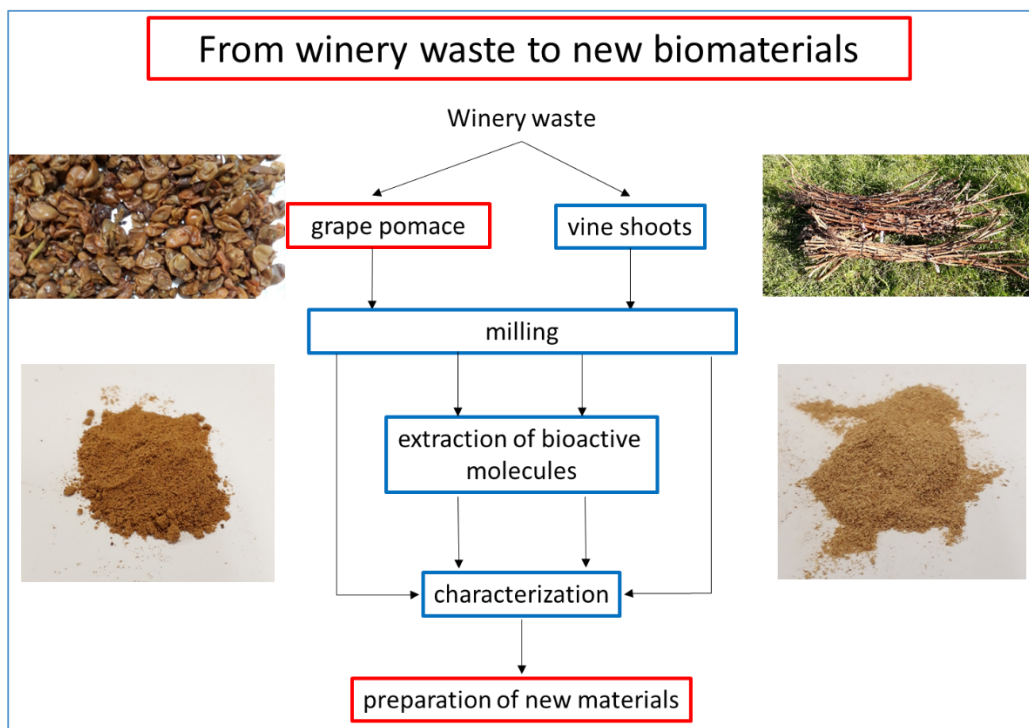 From winery waste to new biomaterials
Winery waste
grape pomace
vine shoots
milling
extraction of bioactive
molecules
characterization
preparation of new materials